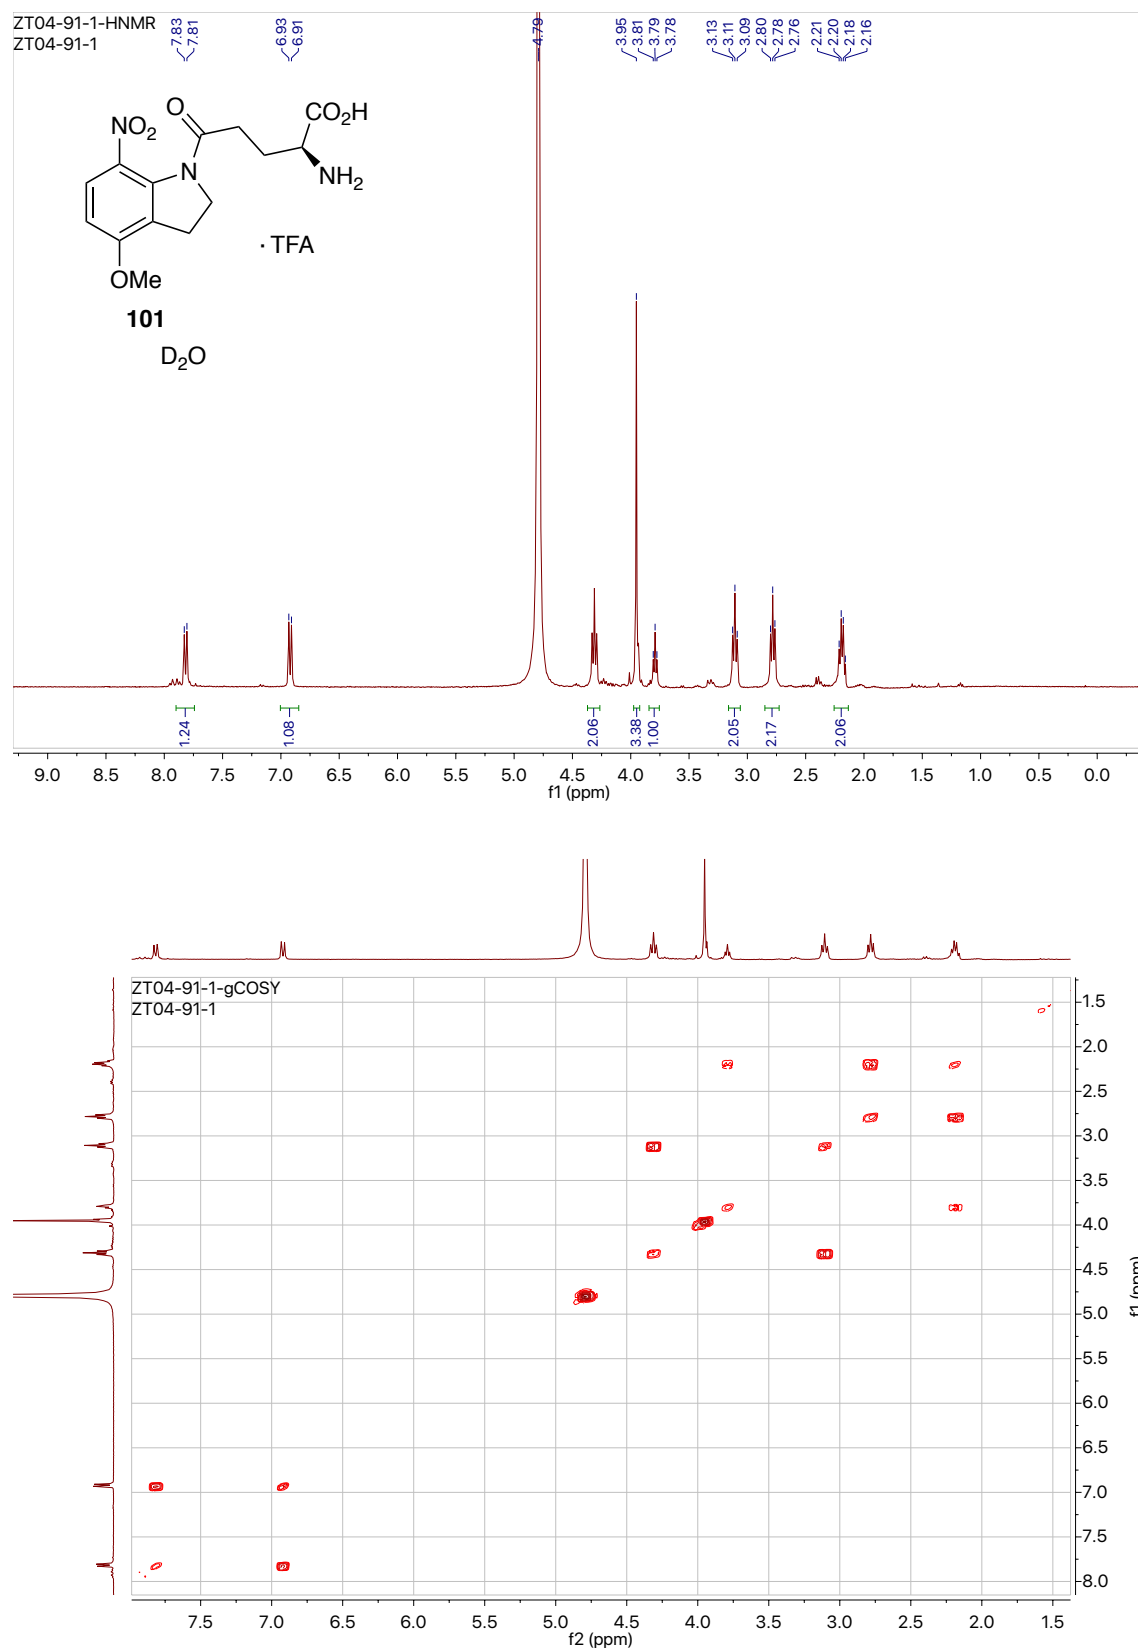 ZT04-91-1-HNMR
ZT04-91-1
7.83
7.81
6.93
6.91
4.79
3.95
3.81
3.79
3.78
3.13
3.11
3.09
2.80
2.78
2.76
2.21
2.20
2.18
2.16
O
CO2H
NO2
N
NH2
· TFA
OMe
101
D2O
1.24
1.08
2.06
3.38
1.00
2.05
2.17
2.06
9.0 8.5 8.0 7.5 7.0 6.5 6.0 5.5 5.0 4.5 4.0 3.5 3.0 2.5 2.0 1.5 1.0 0.5 0.0
f1 (ppm)
ZT04-91-1-gCOSY
ZT04-91-1
1.5
2.0
2.5
3.0
3.5
4.0
4.5
5.0
5.5
6.0
6.5
7.0
7.5
8.0
f1 (ppm)
7.5 7.0 6.5 6.0 5.5 5.0 4.5 4.0 3.5 3.0 2.5 2.0 1.5
f2 (ppm)